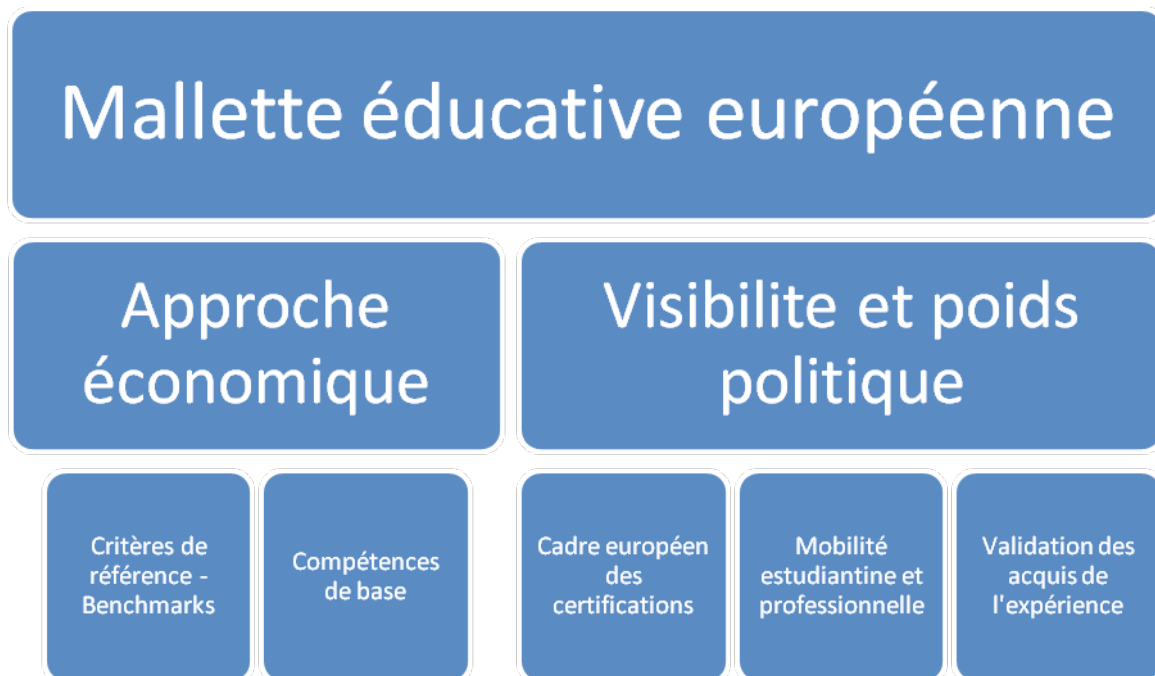 Mallette éducative européenne
Approche
économique
Visibilite et poids
politique
Critères de
référence -
Benchmarks
Compétences
de base
Cadre européen
des
certifications
Mobilité
estudiantine et
professionnelle
Validation des
acquis de
l'expérience